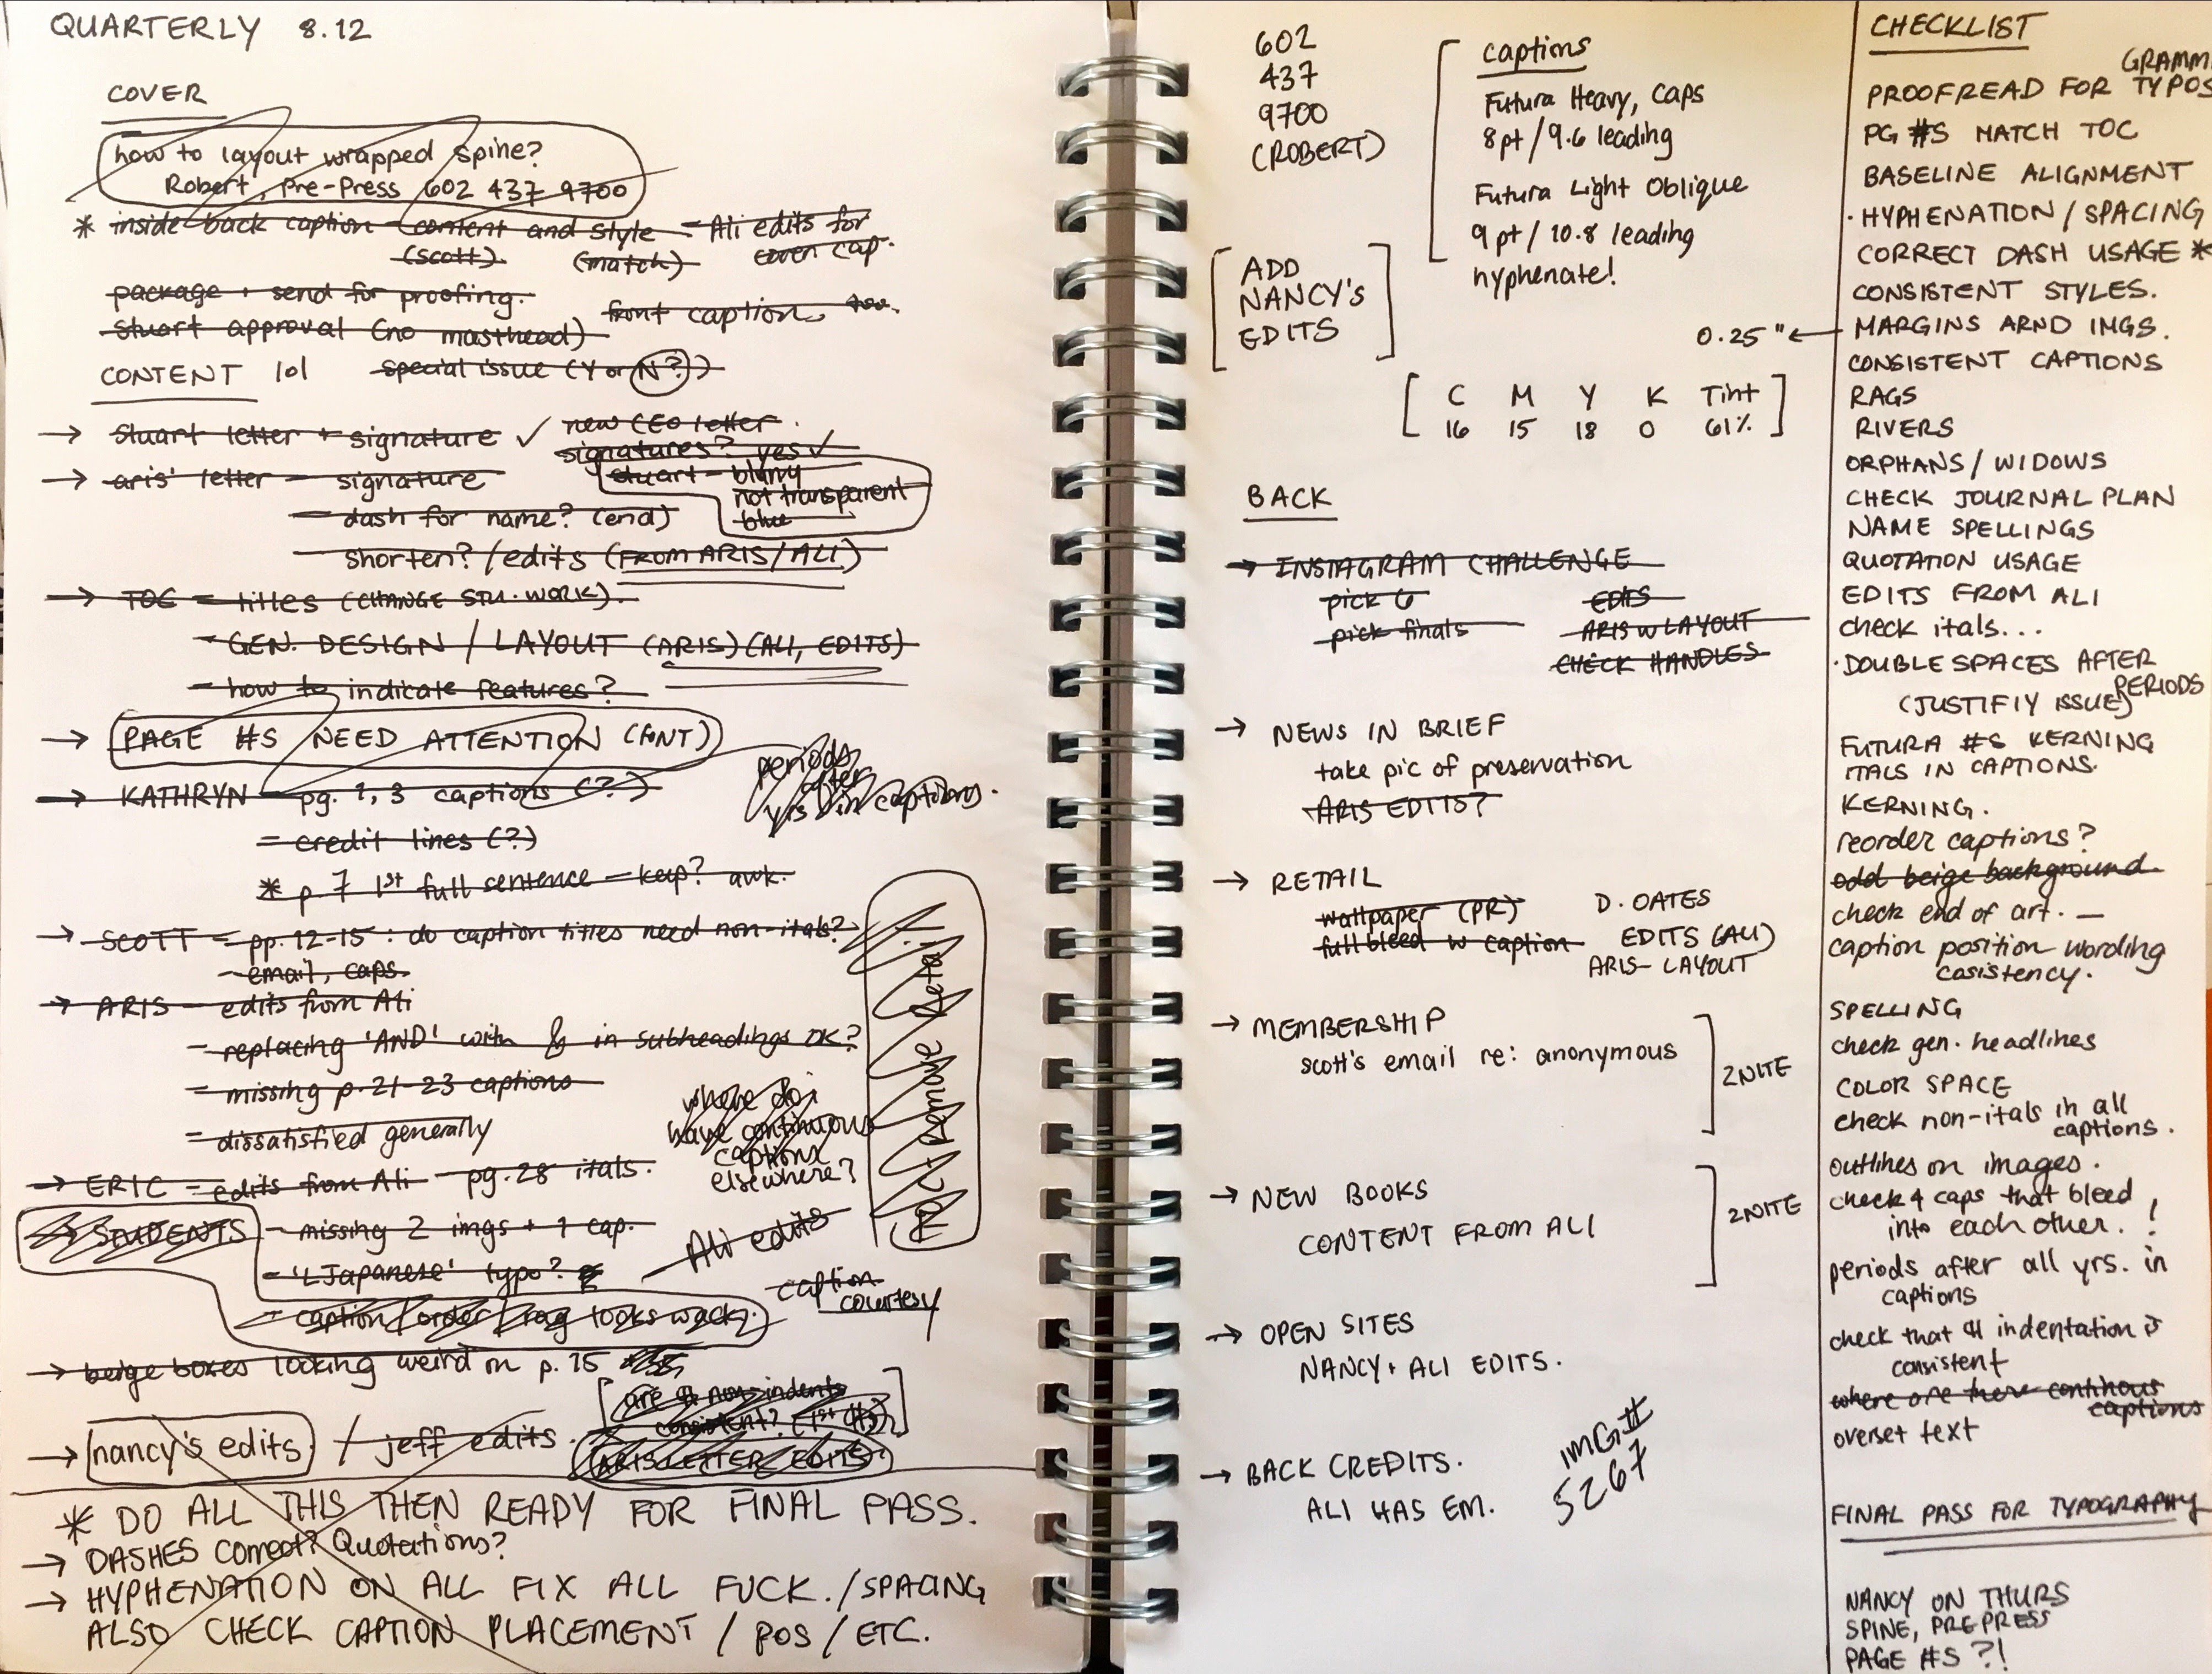 QUARTERLY 8.12
COVER
how to layout wrapped spine?
Robert, Pre-Press 602 437 9700
* inside back caption - content and style = Ali edits for
(scott). (match) cover cap.
package + send for proofing.
front caption too.
stuart approval (no masthead)
CONTENT 101 special issue (Y or N?)
→ Stuart letter + signature ✓ new CEO letter.
signatures? yes ✓
→ aris' letter - signature
stuart - blurry
not transparent
blue
- dash for name? (end)
- shorten? / edits (FROM ARIS/ALI)
→ TOC = titles (CHANGE STU. WORK).
- GEN. DESIGN / LAYOUT (ARIS) (ALI, EDITS)
- how to indicate features?
→ PAGE #S NEED ATTENTION (FONT)
→ KATHRYN - pg. 1, 3 captions (?)
periods
after
yrs in captions.
= credit lines (?)
* p. 7 1st full sentence - keep? awk.
→ SCOTT = pp. 12-15 : do caption titles need non-itals?
- email, caps.
→ ARIS - edits from Ali
- replacing 'AND' with & in subheadings OK?
= missing p. 21-23 captions
= dissatisfied generally
where do i
have continuous
captions
elsewhere?
→ ERIC = edits from Ali - pg. 28 itals.
→ STUDENTS - missing 2 imgs + 1 cap.
- Ali edits
- 'LJapanese' typo?
- caption
courtesy
= caption/order/rag looks wack.
→ beige boxes looking weird on p. 15
are ¶ non-indents
consistent? (1st ¶s)
→ nancy's edits / jeff edits.
ARIS LETTER EDITS
* DO ALL THIS THEN READY FOR FINAL PASS.
→ DASHES correct? Quotations?
→ HYPHENATION ON ALL FIX ALL FUCK. / SPACING
ALSO CHECK CAPTION PLACEMENT / POS / ETC.
602
437
9700
(ROBERT)
captions
Futura Heavy, caps
8pt / 9.6 leading
Futura Light Oblique
9 pt / 10.8 leading
hyphenate!
ADD
NANCY'S
EDITS
0.25" ←
C M Y K Tint
16 15 18 0 61%
BACK
→ INSTAGRAM CHALLENGE
pick 6 EDITS
pick finals ARIS w LAYOUT
CHECK HANDLES
→ NEWS IN BRIEF
take pic of preservation
ARIS EDITS?
→ RETAIL
wallpaper (PR) D. OATES
full bleed w caption EDITS (ALI)
ARIS- LAYOUT
→ MEMBERSHIP
scott's email re: anonymous
2NITE
→ NEW BOOKS
2NITE
CONTENT FROM ALI
→ OPEN SITES
NANCY + ALI EDITS.
→ BACK CREDITS.
ALI HAS EM.
IMG #
5267
CHECKLIST
GRAMM
PROOFREAD FOR TYPOS
PG #S MATCH TOC
BASELINE ALIGNMENT
· HYPHENATION / SPACING
CORRECT DASH USAGE *
CONSISTENT STYLES.
MARGINS ARND IMGS.
CONSISTENT CAPTIONS
RAGS
RIVERS
ORPHANS / WIDOWS
CHECK JOURNAL PLAN
NAME SPELLINGS
QUOTATION USAGE
EDITS FROM ALI
check itals...
· DOUBLE SPACES AFTER
PERIODS
(JUSTIFIY ISSUE)
FUTURA #S KERNING
ITALS IN CAPTIONS.
KERNING.
reorder captions?
odd beige background
check end of art. —
caption position wording
casistency.
SPELLING
check gen. headlines
COLOR SPACE
check non-itals in all
captions.
outlines on images.
check 4 caps that bleed
into each other. !
periods after all yrs. in
captions
check that ¶ indentation is
consistent
where are there continous
captions
overset text
FINAL PASS FOR TYPOGRAPHY
NANCY ON THURS
SPINE, PREPRESS
PAGE #S ?!